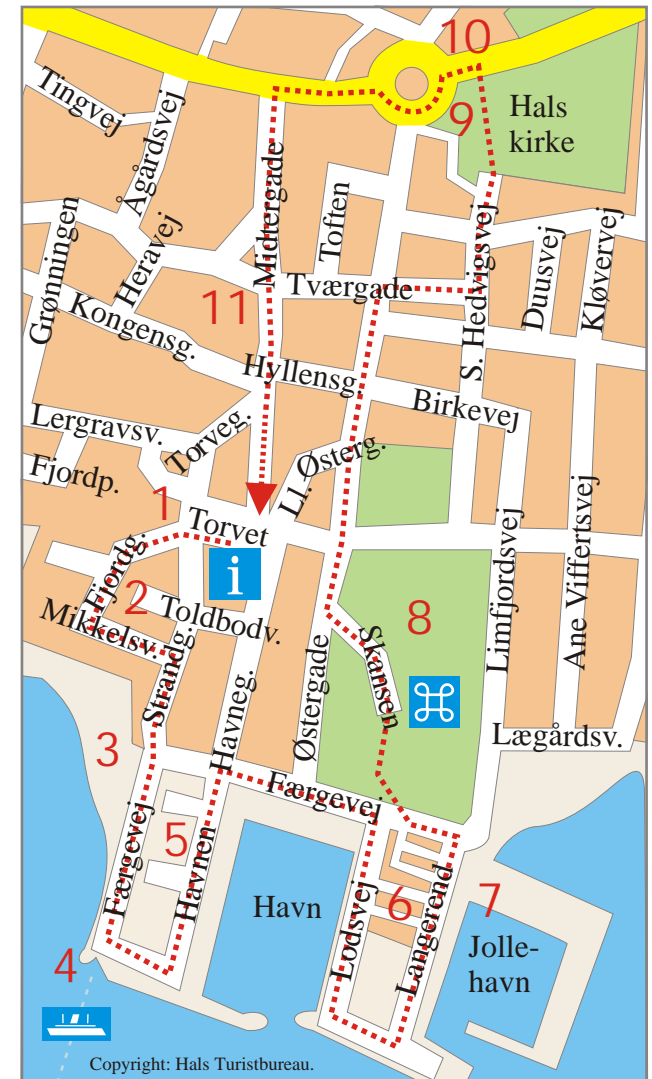 10
Tingvej
Ågårdsvej
9
Hals
kirke
Midtergade
Toften
Grønningen
Heravej
S. Hedvigsvej
Duusvej
Kløvervej
11
Tværgade
Kongensg.
Hyllensg.
Birkevej
Lergravsv.
Torveg.
Ll. Østerg.
Fjordp.
1
Torvet
i
Fjordg.
2
Toldbodv.
Mikkelsv.
Strandg.
Havneg.
Østergade
8
Skansen
⌘
Limfjordsvej
Ane Viffertsvej
Lægårdsv.
3
Færgevej
Færgevej
5
Havnen
Havn
Lodsvej
6
Langerend
7
Jolle-
havn
4
Copyright: Hals Turistbureau.